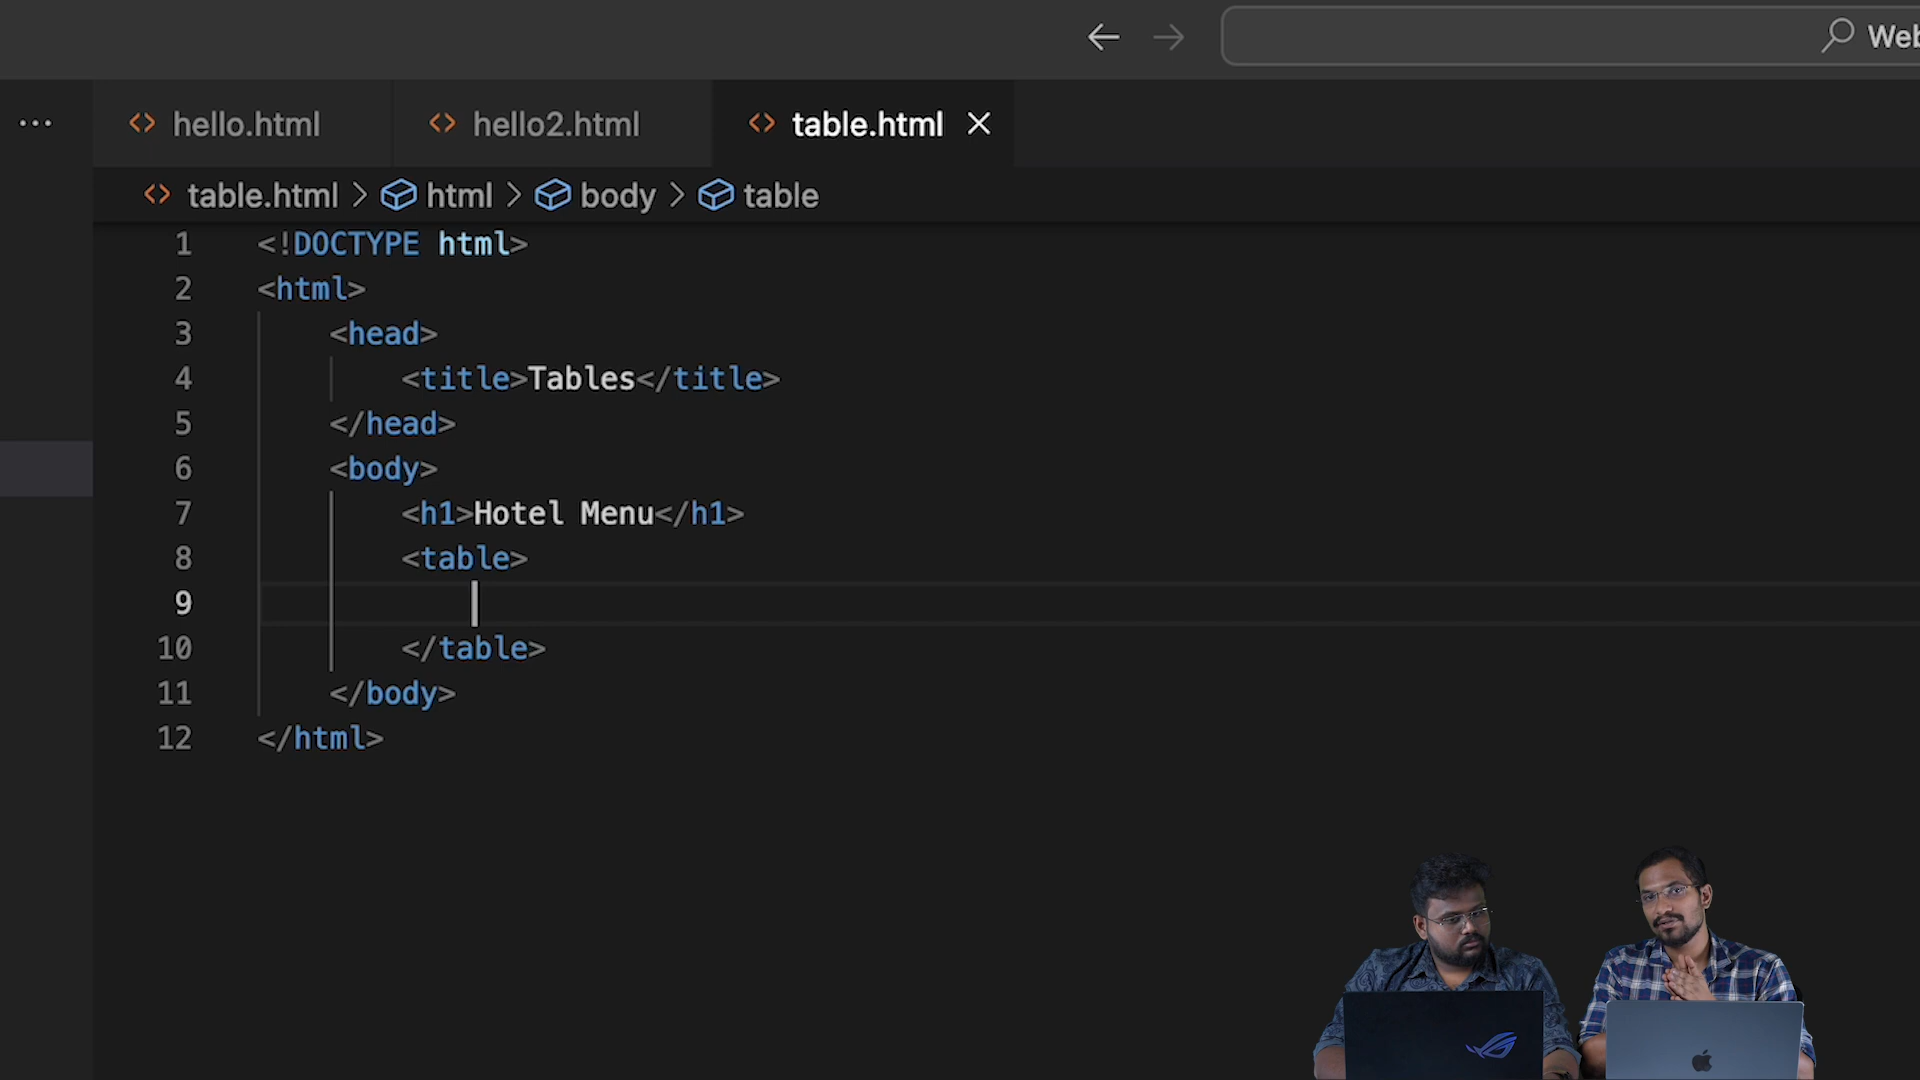 Web
hello.html hello2.html table.html
table.html > html > body > table
1 <!DOCTYPE html>
2 <html>
3 <head>
4 <title>Tables</title>
5 </head>
6 <body>
7 <h1>Hotel Menu</h1>
8 <table>
9
10 </table>
11 </body>
12 </html>